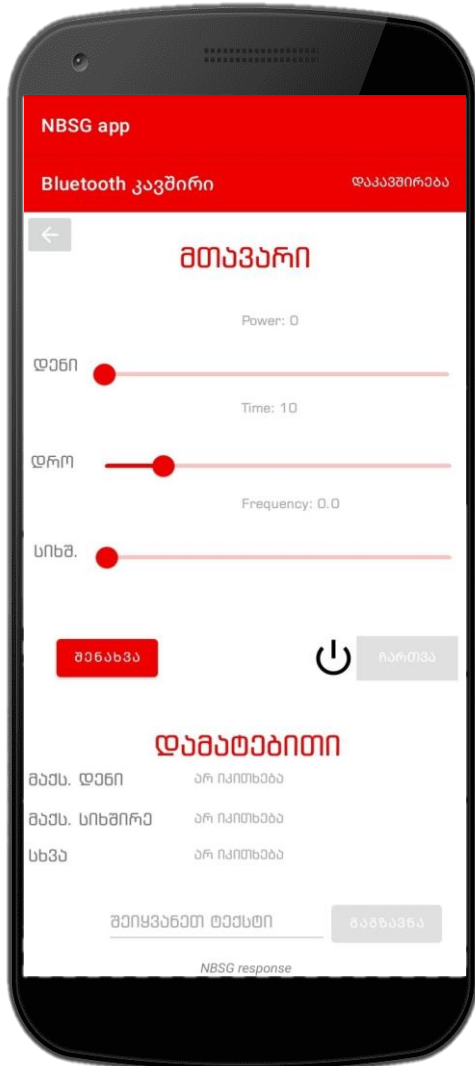 NBSG app
Bluetooth კავშირი დაკავშირება
მთავარი
Power: 0
დენი
Time: 10
დრო
Frequency: 0.0
სიხშ.
შენახვა ჩართვა
დამატებითი
მაქს. დენი არ იკითხება
მაქს. სიხშირე არ იკითხება
სხვა არ იკითხება
შეიყვანეთ ტექსტი გაგზავნა
NBSG response